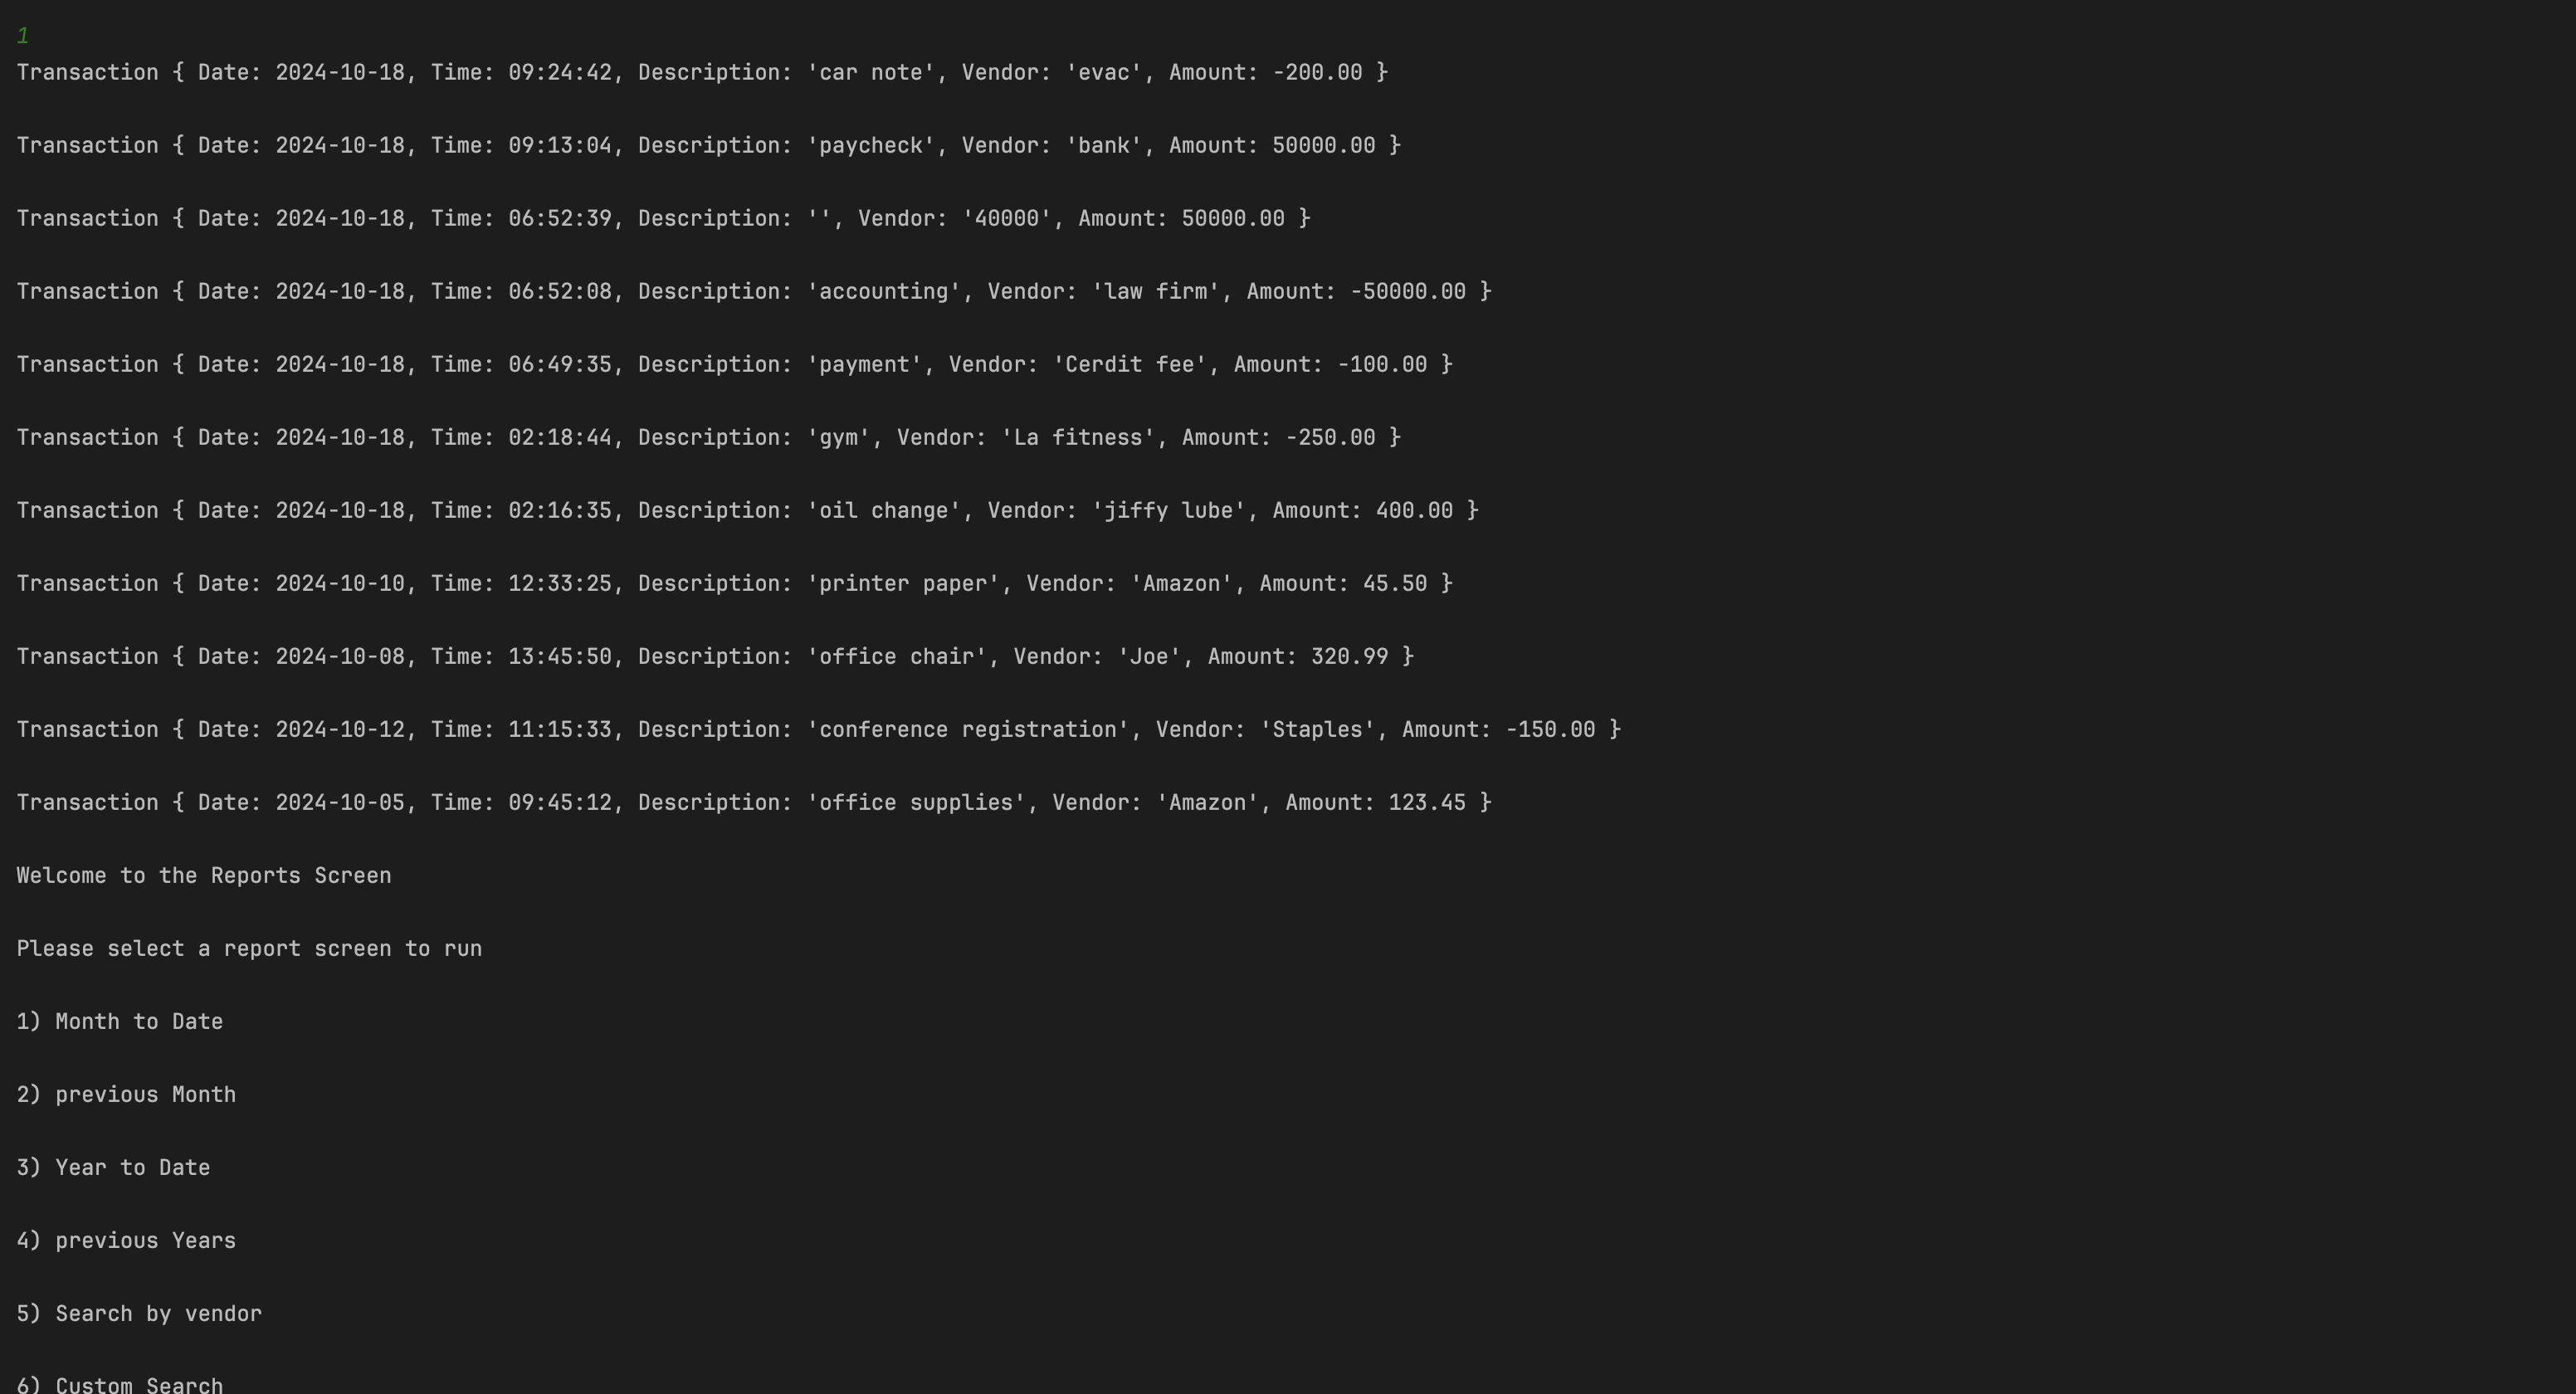 1
Transaction { Date: 2024-10-18, Time: 09:24:42, Description: 'car note', Vendor: 'evac', Amount: -200.00 }
Transaction { Date: 2024-10-18, Time: 09:13:04, Description: 'paycheck', Vendor: 'bank', Amount: 50000.00 }
Transaction { Date: 2024-10-18, Time: 06:52:39, Description: '', Vendor: '40000', Amount: 50000.00 }
Transaction { Date: 2024-10-18, Time: 06:52:08, Description: 'accounting', Vendor: 'law firm', Amount: -50000.00 }
Transaction { Date: 2024-10-18, Time: 06:49:35, Description: 'payment', Vendor: 'Cerdit fee', Amount: -100.00 }
Transaction { Date: 2024-10-18, Time: 02:18:44, Description: 'gym', Vendor: 'La fitness', Amount: -250.00 }
Transaction { Date: 2024-10-18, Time: 02:16:35, Description: 'oil change', Vendor: 'jiffy lube', Amount: 400.00 }
Transaction { Date: 2024-10-10, Time: 12:33:25, Description: 'printer paper', Vendor: 'Amazon', Amount: 45.50 }
Transaction { Date: 2024-10-08, Time: 13:45:50, Description: 'office chair', Vendor: 'Joe', Amount: 320.99 }
Transaction { Date: 2024-10-12, Time: 11:15:33, Description: 'conference registration', Vendor: 'Staples', Amount: -150.00 }
Transaction { Date: 2024-10-05, Time: 09:45:12, Description: 'office supplies', Vendor: 'Amazon', Amount: 123.45 }
Welcome to the Reports Screen
Please select a report screen to run
1) Month to Date
2) previous Month
3) Year to Date
4) previous Years
5) Search by vendor
6) Custom Search